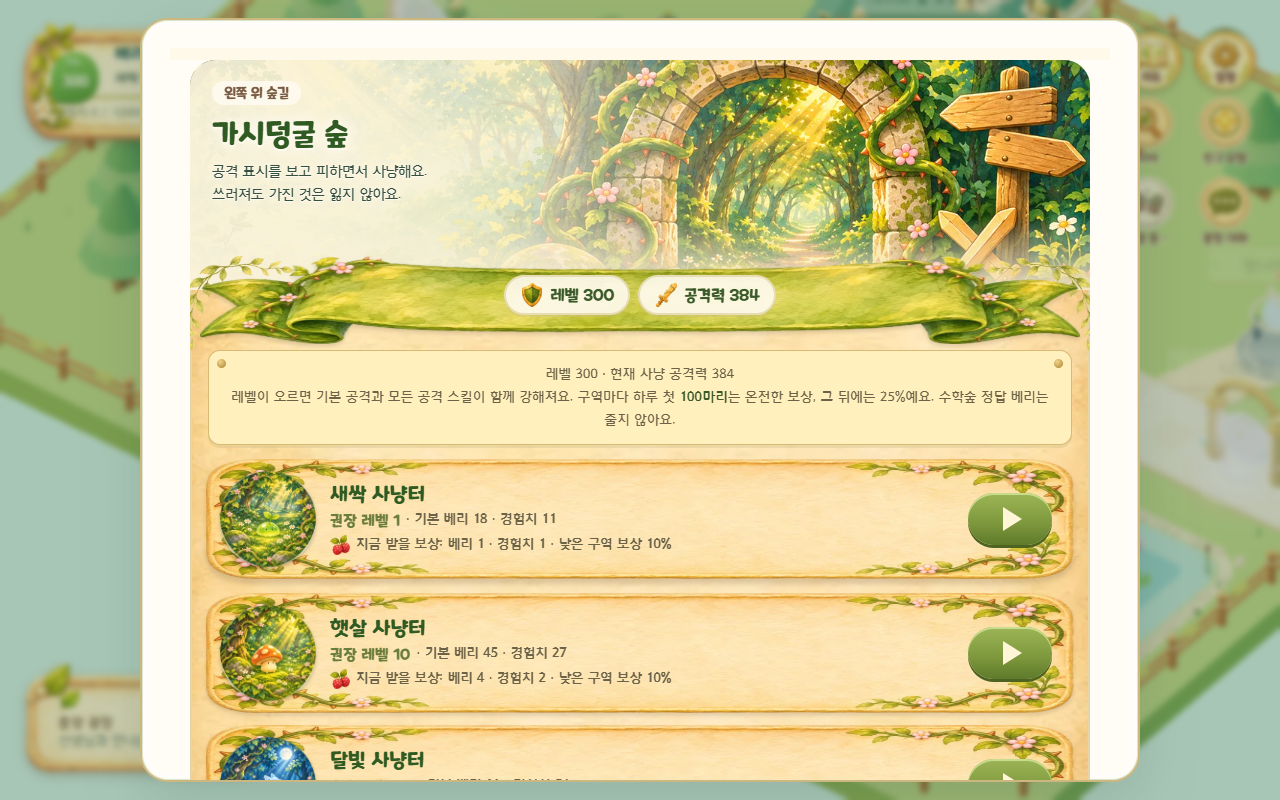 왼쪽 위 숲길
가시덩굴 숲
공격 표시를 보고 피하면서 사냥해요.
쓰러져도 가진 것은 잃지 않아요.
레벨 300
공격력 384
레벨 300 · 현재 사냥 공격력 384
레벨이 오르면 기본 공격과 모든 공격 스킬이 함께 강해져요. 구역마다 하루 첫 100마리는 온전한 보상, 그 뒤에는 25%예요. 수학숲 정답 베리는
줄지 않아요.
새싹 사냥터
권장 레벨 1 · 기본 베리 18 · 경험치 11
지금 받을 보상: 베리 1 · 경험치 1 · 낮은 구역 보상 10%
햇살 사냥터
권장 레벨 10 · 기본 베리 45 · 경험치 27
지금 받을 보상: 베리 4 · 경험치 2 · 낮은 구역 보상 10%
달빛 사냥터